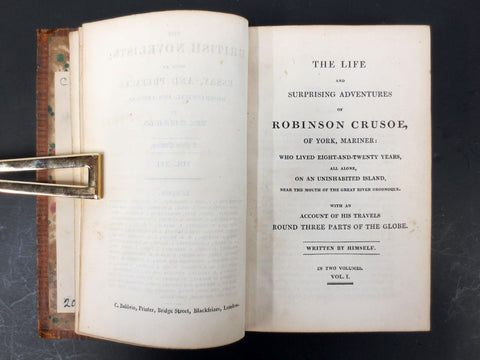 C
20
C. Baldwin, Printer, Bridge Street, Blackfriars, London.
THE LIFE
AND
SURPRISING ADVENTURES
OF
ROBINSON CRUSOE,
OF YORK, MARINER:
WHO LIVED EIGHT-AND-TWENTY YEARS,
ALL ALONE,
ON AN UNINHABITED ISLAND,
NEAR THE MOUTH OF THE GREAT RIVER OROONOQUE.
WITH AN
ACCOUNT OF HIS TRAVELS
ROUND THREE PARTS OF THE GLOBE.
WRITTEN BY HIMSELF.
IN TWO VOLUMES.
VOL. I.